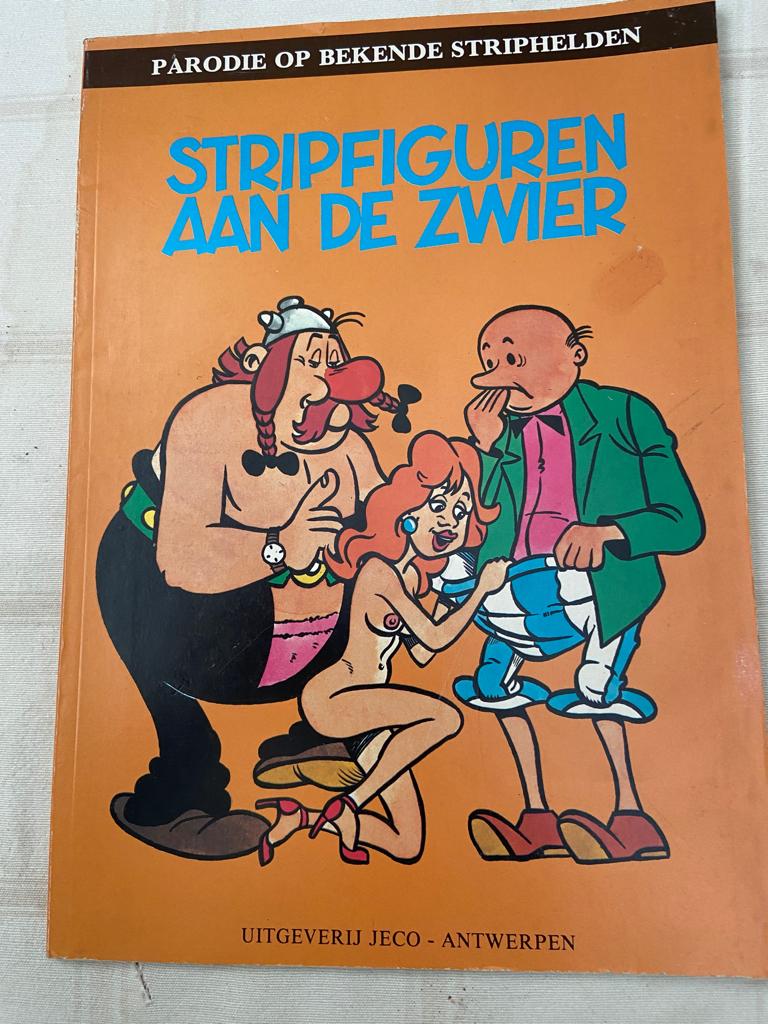 PARODIE OP BEKENDE STRIPHELDEN
STRIPFIGUREN
AAN DE ZWIER
UITGEVERIJ JECO - ANTWERPEN